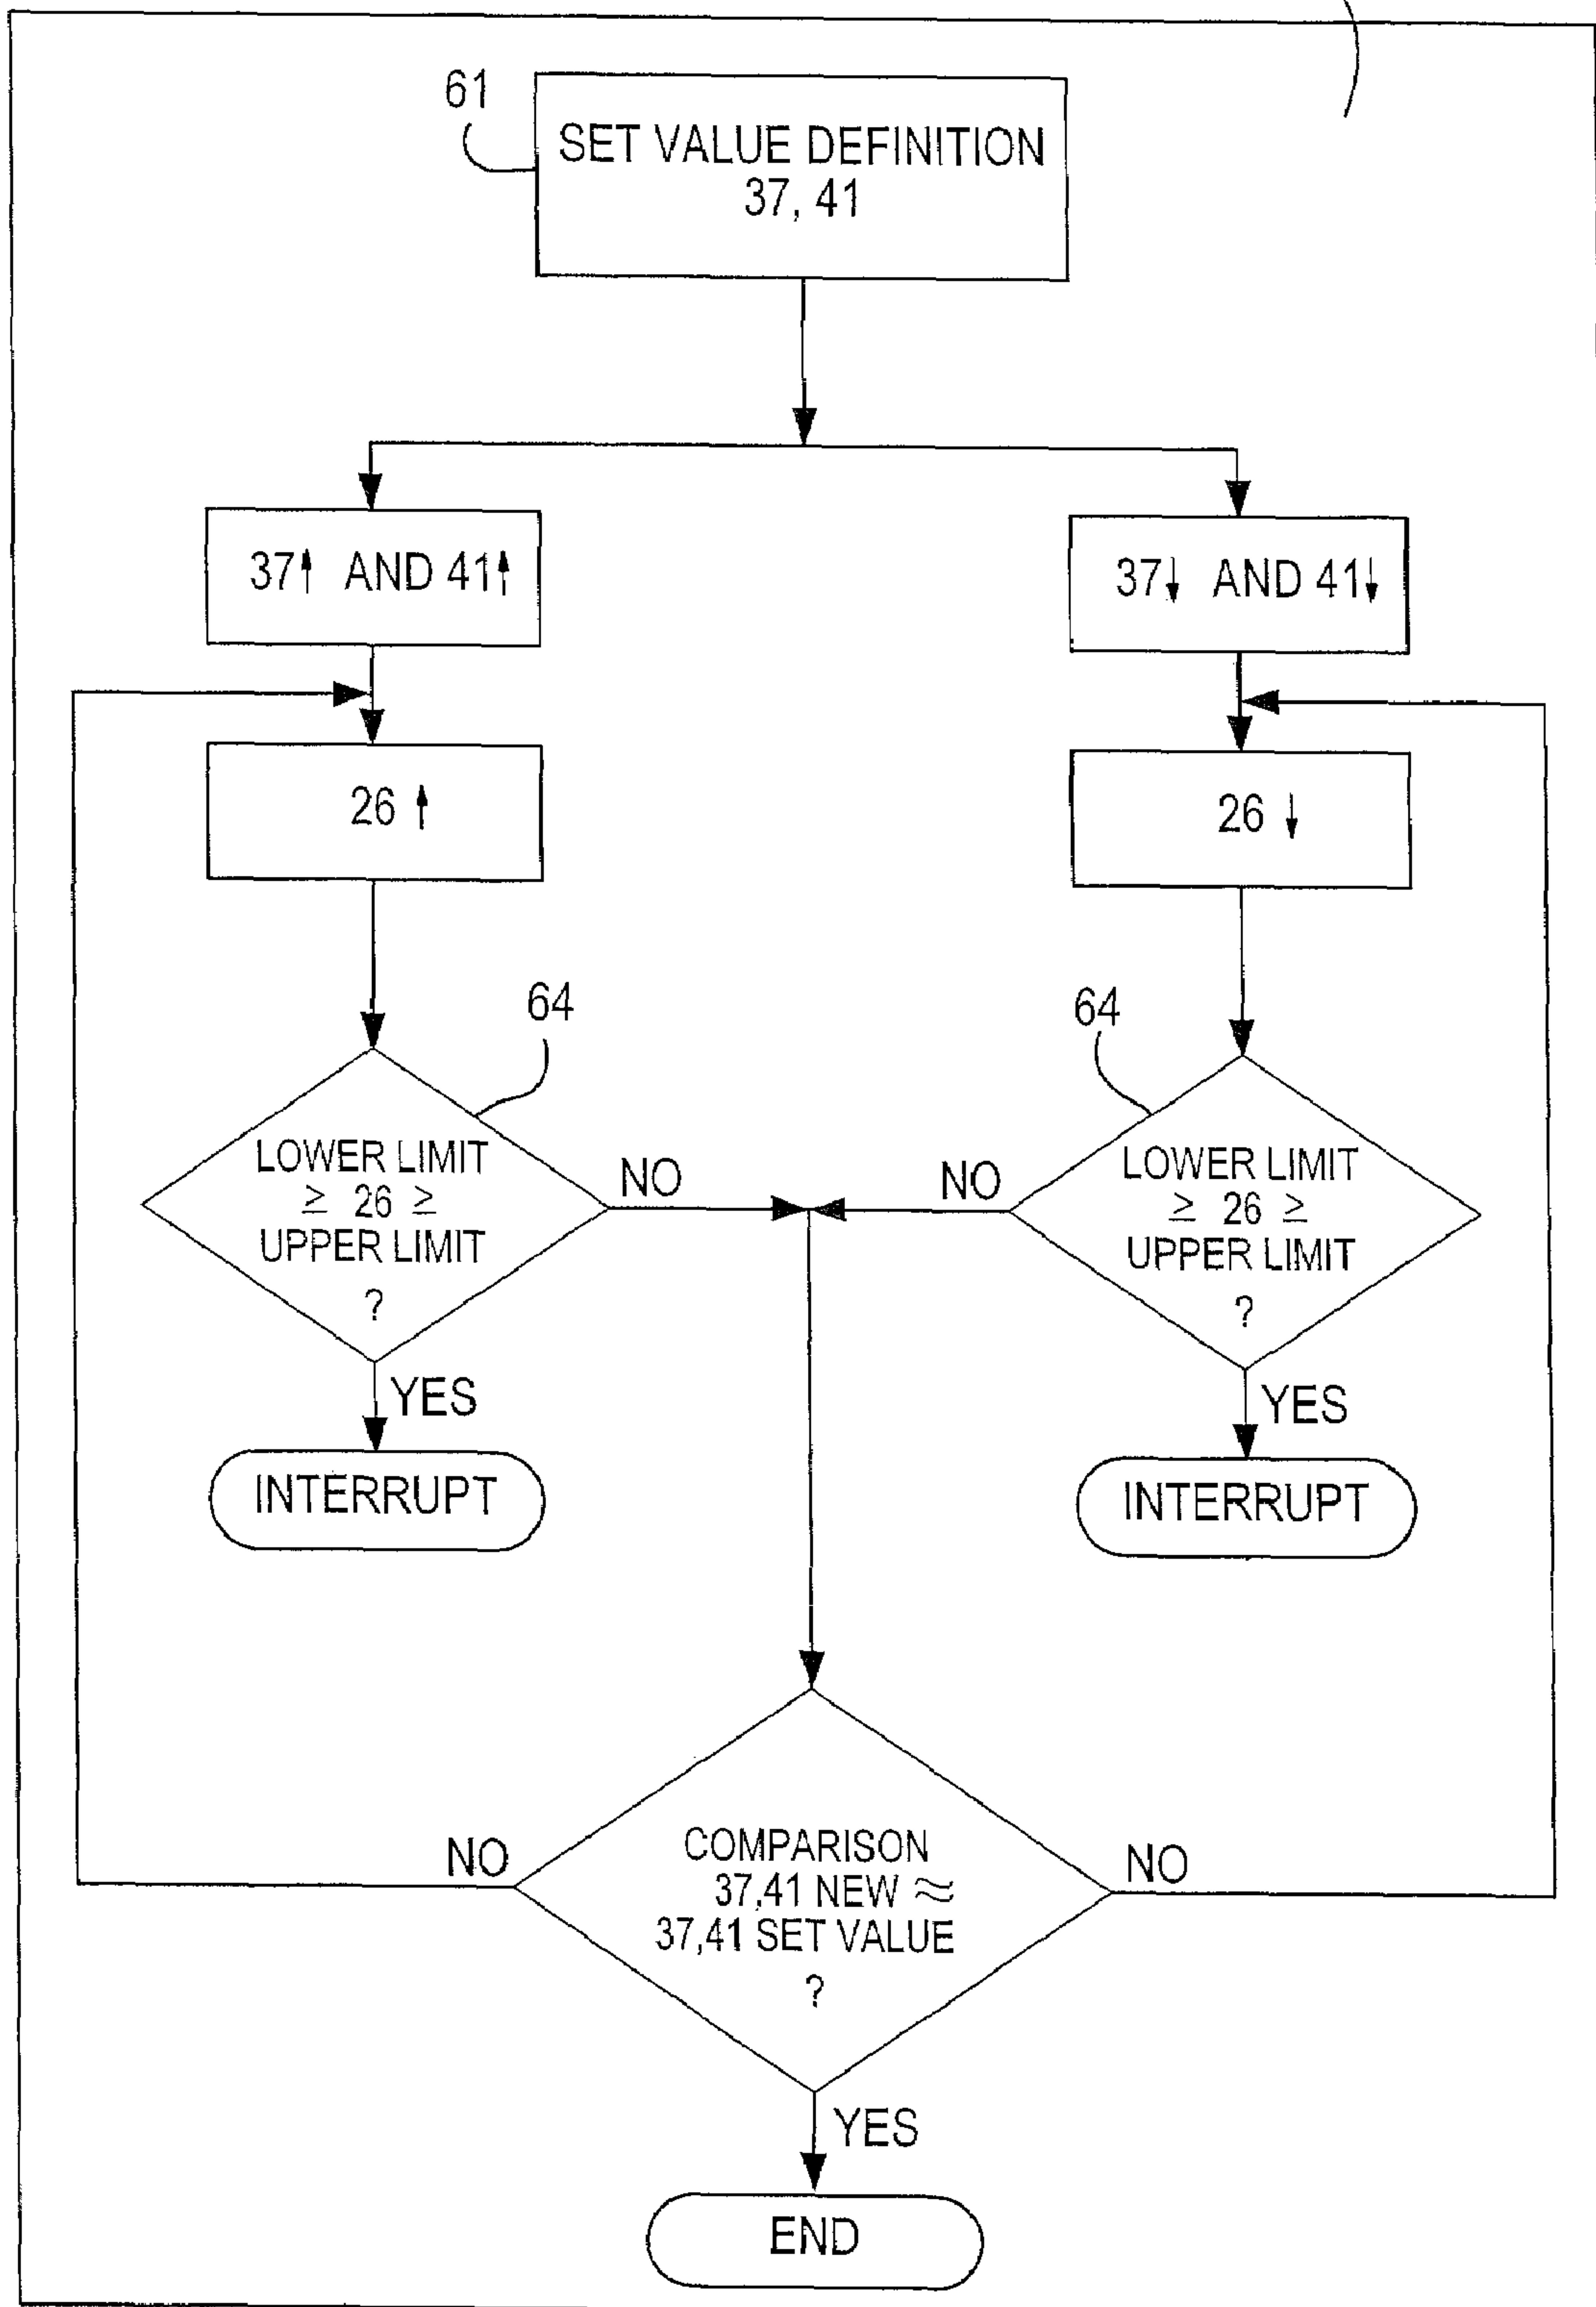 61
SET VALUE DEFINITION
37, 41
37↑ AND 41↑
37↓ AND 41↓
26 ↑
26 ↓
64
64
LOWER LIMIT
≥ 26 ≥
UPPER LIMIT
?
NO
NO
LOWER LIMIT
≥ 26 ≥
UPPER LIMIT
?
YES
YES
INTERRUPT
INTERRUPT
NO
COMPARISON
37,41 NEW ≈
37,41 SET VALUE
?
NO
YES
END